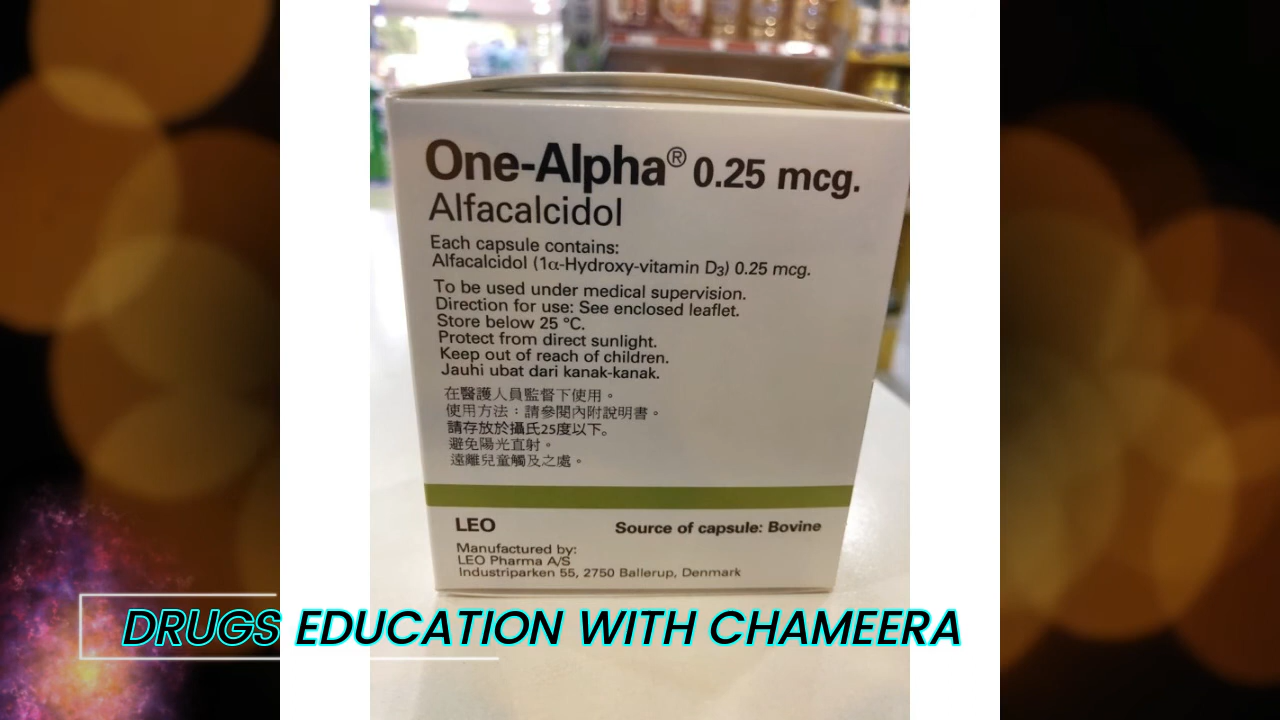 One-Alpha® 0.25 mcg.
Alfacalcidol
Each capsule contains:
Alfacalcidol (1α-Hydroxy-vitamin D₃) 0.25 mcg.
To be used under medical supervision.
Direction for use: See enclosed leaflet.
Store below 25 °C.
Protect from direct sunlight.
Keep out of reach of children.
Jauhi ubat dari kanak-kanak.
在醫護人員監督下使用。
使用方法：請參閱內附說明書。
請存放於攝氏25度以下。
避免陽光直射。
遠離兒童觸及之處。
LEO
Source of capsule: Bovine
Manufactured by:
LEO Pharma A/S
Industriparken 55, 2750 Ballerup, Denmark
DRUGS EDUCATION WITH CHAMEERA